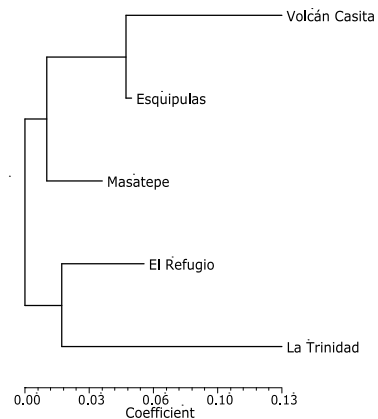 Volcán Casita
Esquipulas
Masatepe
El Refugio
La Trinidad
0.00 0.03 0.06 0.10 0.13
Coefficient